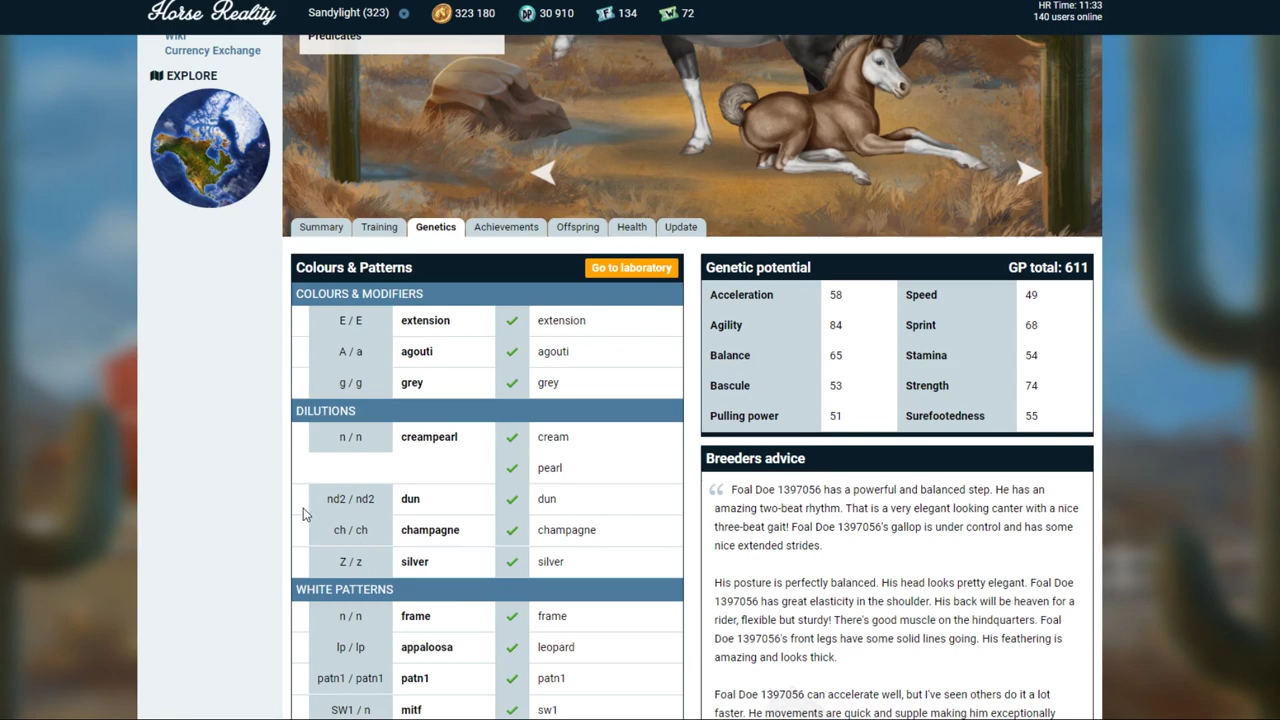 Horse Reality
Sandylight (323) 323 180 30 910 134 72
HR Time: 11:33
140 users online
Wiki
Currency Exchange
EXPLORE
Predicates
Summary Training Genetics Achievements Offspring Health Update
Colours & Patterns Go to laboratory
COLOURS & MODIFIERS
E / E extension extension
A / a agouti agouti
g / g grey grey
DILUTIONS
n / n creampearl cream
pearl
nd2 / nd2 dun dun
ch / ch champagne champagne
Z / z silver silver
WHITE PATTERNS
n / n frame frame
lp / lp appaloosa leopard
patn1 / patn1 patn1 patn1
SW1 / n mitf sw1
Genetic potential GP total: 611
Acceleration 58 Speed 49
Agility 84 Sprint 68
Balance 65 Stamina 54
Bascule 53 Strength 74
Pulling power 51 Surefootedness 55
Breeders advice
“ Foal Doe 1397056 has a powerful and balanced step. He has an
amazing two-beat rhythm. That is a very elegant looking canter with a nice
three-beat gait! Foal Doe 1397056's gallop is under control and has some
nice extended strides.
His posture is perfectly balanced. His head looks pretty elegant. Foal Doe
1397056 has great elasticity in the shoulder. His back will be heaven for a
rider, flexible but sturdy! There's good muscle on the hindquarters. Foal
Doe 1397056's front legs have some solid lines going. His feathering is
amazing and looks thick.
Foal Doe 1397056 can accelerate well, but I've seen others do it a lot
faster. He movements are quick and supple making him exceptionally